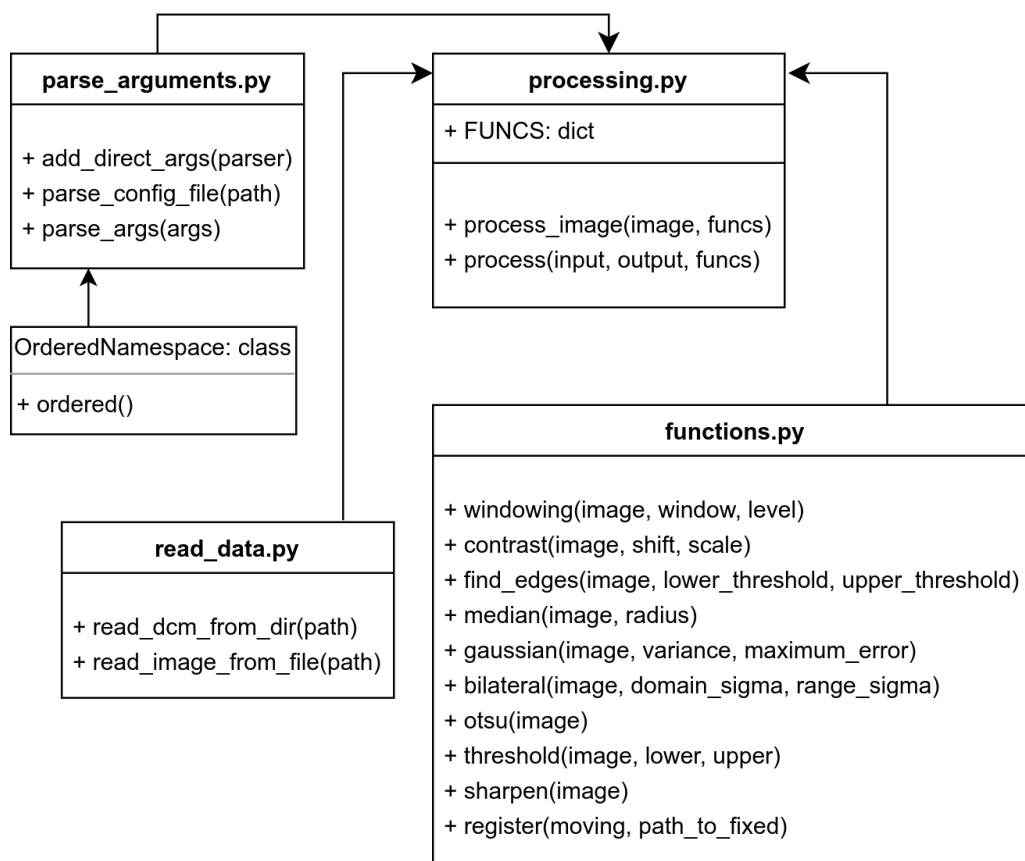 parse_arguments.py
+ add_direct_args(parser)
+ parse_config_file(path)
+ parse_args(args)
OrderedNamespace: class
+ ordered()
processing.py
+ FUNCS: dict
+ process_image(image, funcs)
+ process(input, output, funcs)
read_data.py
+ read_dcm_from_dir(path)
+ read_image_from_file(path)
functions.py
+ windowing(image, window, level)
+ contrast(image, shift, scale)
+ find_edges(image, lower_threshold, upper_threshold)
+ median(image, radius)
+ gaussian(image, variance, maximum_error)
+ bilateral(image, domain_sigma, range_sigma)
+ otsu(image)
+ threshold(image, lower, upper)
+ sharpen(image)
+ register(moving, path_to_fixed)